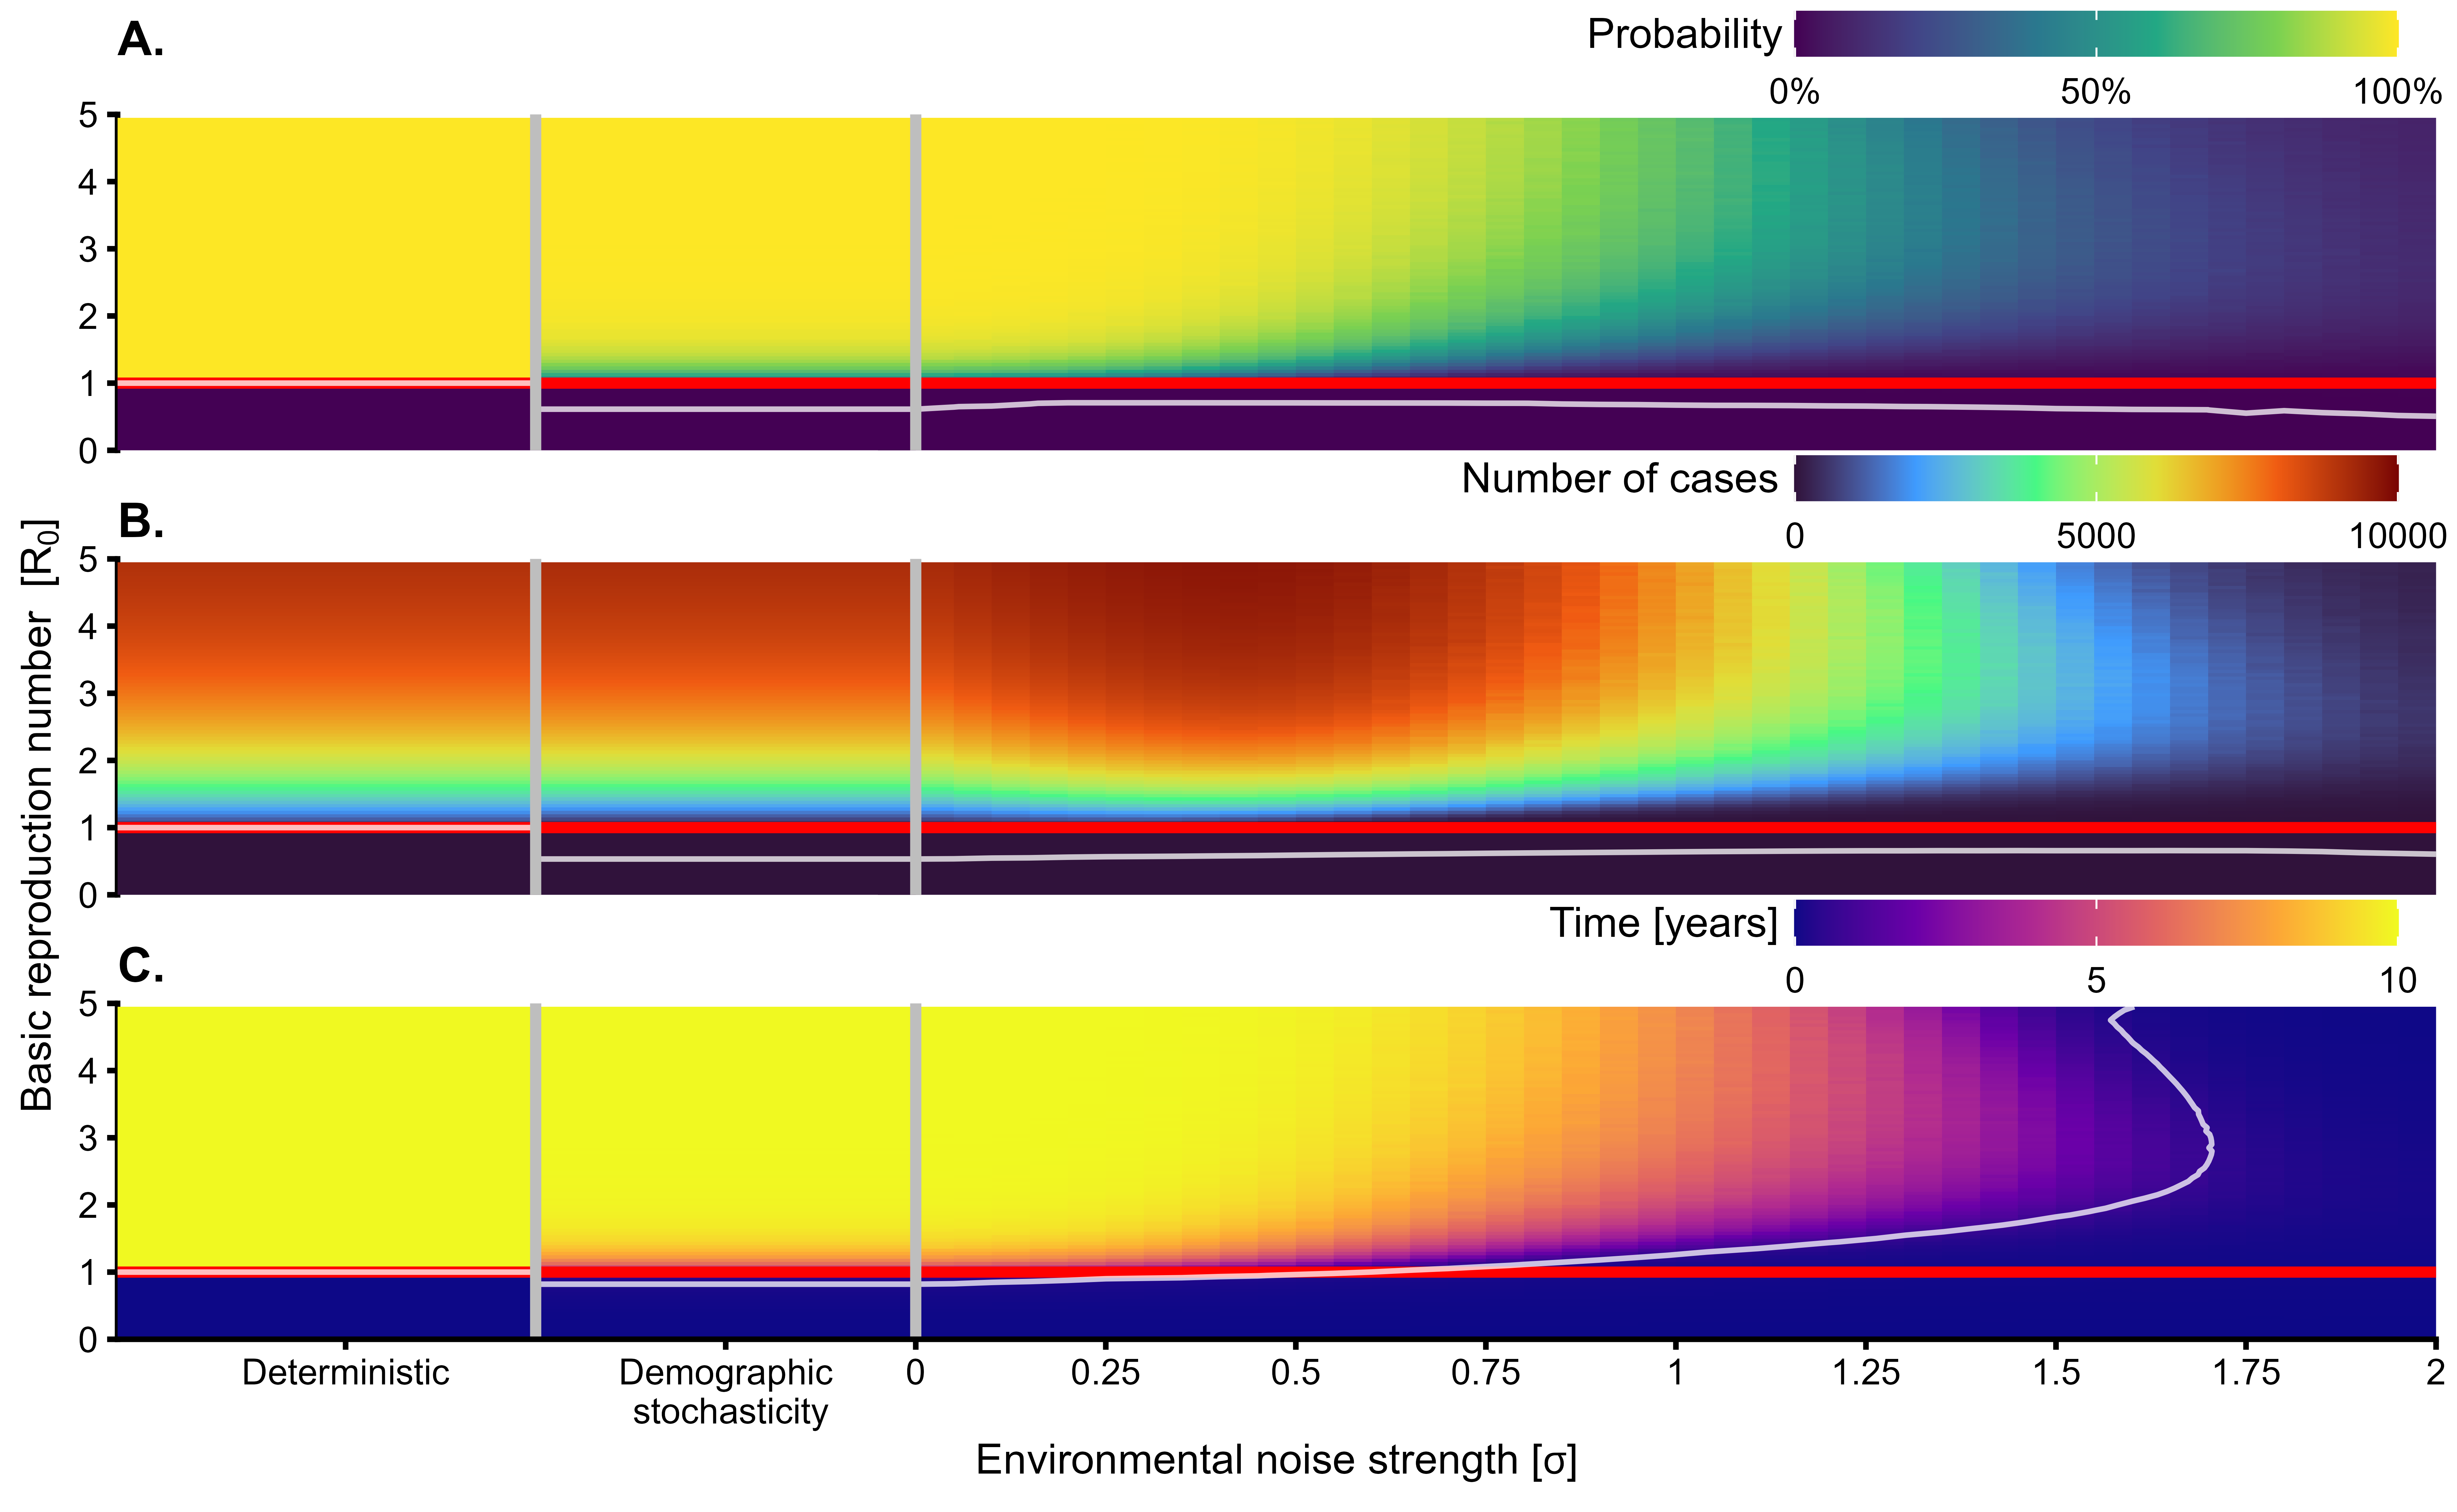 A.
Probability
0% 50% 100%
5
4
3
2
1
0
Number of cases
0 5000 10000
B.
5
4
3
2
1
0
Basic reproduction number [R₀]
Time [years]
0 5 10
C.
5
4
3
2
1
0
Deterministic Demographic 0 0.25 0.5 0.75 1 1.25 1.5 1.75 2
stochasticity
Environmental noise strength [σ]